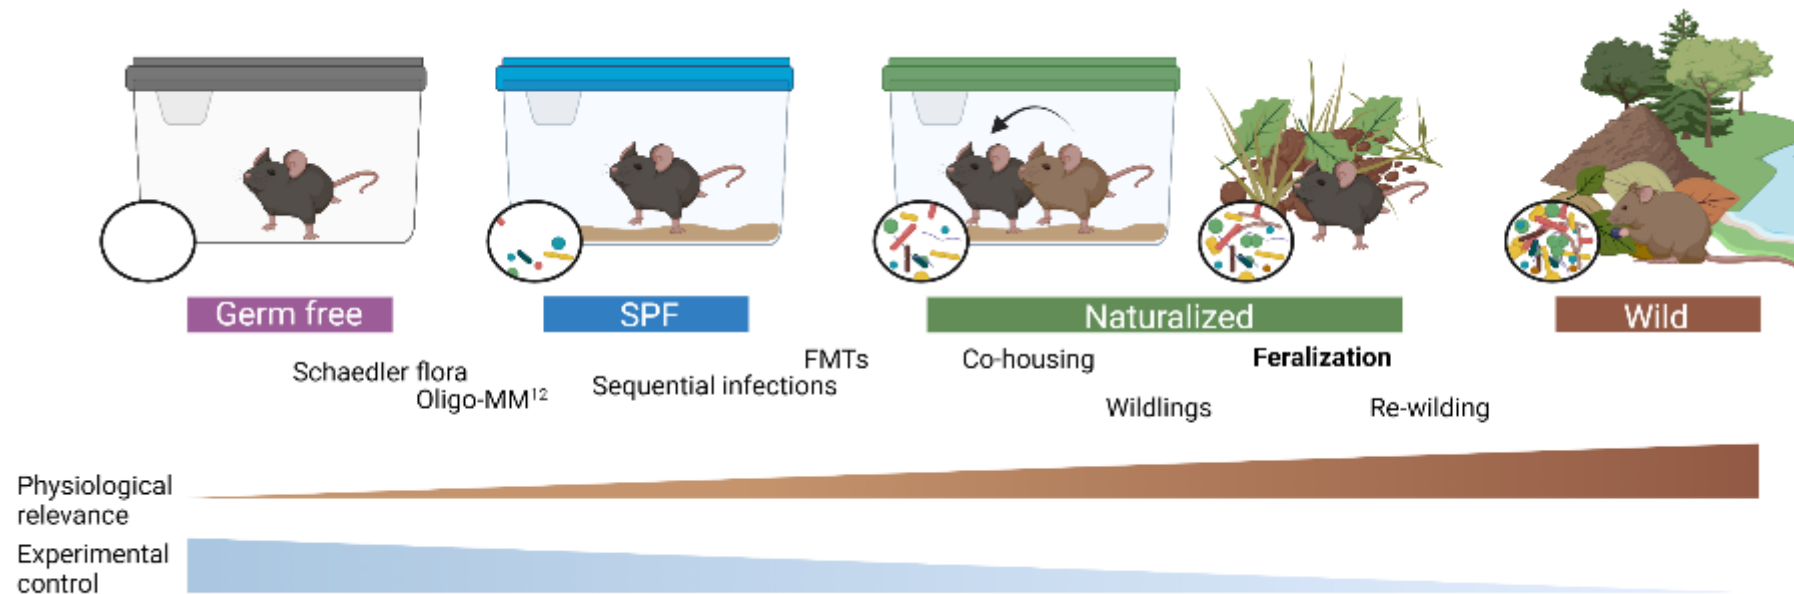 Germ free
SPF
Naturalized
Wild
FMTs
Co-housing
Feralization
Schaedler flora
Sequential infections
Oligo-MM¹²
Wildlings
Re-wilding
Physiological
relevance
Experimental
control